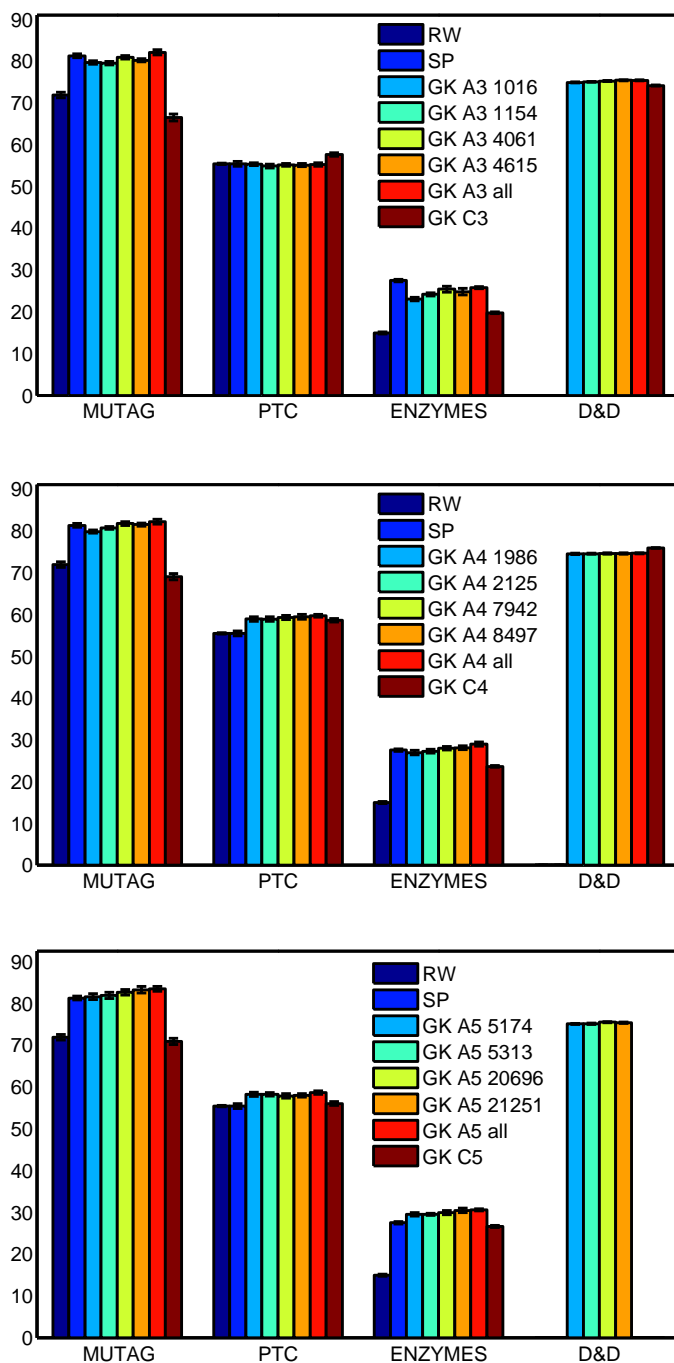 90
80
70
60
50
40
30
20
10
0
RW
SP
GK A3 1016
GK A3 1154
GK A3 4061
GK A3 4615
GK A3 all
GK C3
MUTAG PTC ENZYMES D&D
90
80
70
60
50
40
30
20
10
0
RW
SP
GK A4 1986
GK A4 2125
GK A4 7942
GK A4 8497
GK A4 all
GK C4
MUTAG PTC ENZYMES D&D
90
80
70
60
50
40
30
20
10
0
RW
SP
GK A5 5174
GK A5 5313
GK A5 20696
GK A5 21251
GK A5 all
GK C5
MUTAG PTC ENZYMES D&D